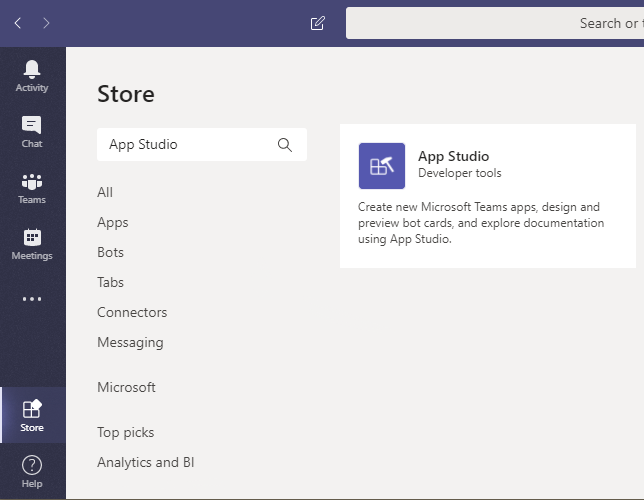 Search or t
Activity
Chat
Teams
Meetings
Store
Help
Store
App Studio
All
Apps
Bots
Tabs
Connectors
Messaging
Microsoft
Top picks
Analytics and BI
App Studio
Developer tools
Create new Microsoft Teams apps, design and
preview bot cards, and explore documentation
using App Studio.